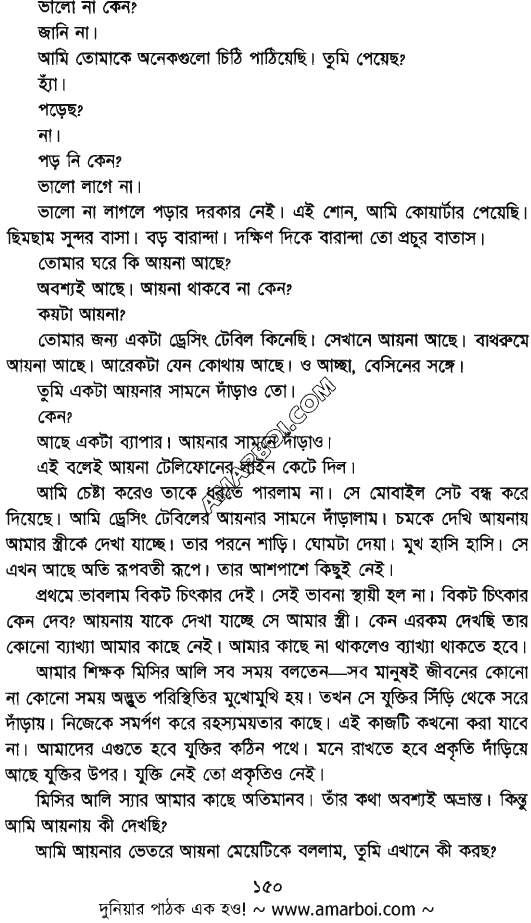 ভালো না কেন?
জানি না।
আমি তোমাকে অনেকগুলো চিঠি পাঠিয়েছি। তুমি পেয়েছ?
হ্যাঁ।
পড়েছ?
না।
পড় নি কেন?
ভালো লাগে না।
ভালো না লাগলে পড়ার দরকার নেই। এই শোন, আমি কোয়ার্টার পেয়েছি।
ছিমছাম সুন্দর বাসা। বড় বারান্দা। দক্ষিণ দিকে বারান্দা তো প্রচুর বাতাস।
তোমার ঘরে কি আয়না আছে?
অবশ্যই আছে। আয়না থাকবে না কেন?
কয়টা আয়না?
তোমার জন্য একটা ড্রেসিং টেবিল কিনেছি। সেখানে আয়না আছে। বাথরুমে
আয়না আছে। আরেকটা যেন কোথায় আছে। ও আচ্ছা, বেসিনের সঙ্গে।
তুমি একটা আয়নার সামনে দাঁড়াও তো।
কেন?
আছে একটা ব্যাপার। আয়নার সামনে দাঁড়াও।
এই বলেই আয়না টেলিফোনের লাইন কেটে দিল।
আমি চেষ্টা করেও তাকে ধরতে পারলাম না। সে মোবাইল সেট বন্ধ করে
দিয়েছে। আমি ড্রেসিং টেবিলের আয়নার সামনে দাঁড়ালাম। চমকে দেখি আয়নায়
আমার স্ত্রীকে দেখা যাচ্ছে। তার পরনে শাড়ি। ঘোমটা দেয়া। মুখ হাসি হাসি। সে
এখন আছে অতি রূপবতী রূপে। তার আশপাশে কিছুই নেই।
প্রথমে ভাবলাম বিকট চিৎকার দেই। সেই ভাবনা স্থায়ী হল না। বিকট চিৎকার
কেন দেব? আয়নায় যাকে দেখা যাচ্ছে সে আমার স্ত্রী। কেন এরকম দেখছি তার
কোনো ব্যাখ্যা আমার কাছে নেই। আমার কাছে না থাকলেও ব্যাখ্যা থাকতে হবে।
আমার শিক্ষক মিসির আলি সব সময় বলতেন—সব মানুষই জীবনের কোনো
না কোনো সময় অদ্ভুত পরিস্থিতির মুখোমুখি হয়। তখন সে যুক্তির সিঁড়ি থেকে সরে
দাঁড়ায়। নিজেকে সমর্পণ করে রহস্যময়তার কাছে। এই কাজটি কখনো করা যাবে
না। আমাদের এগুতে হবে যুক্তির কঠিন পথে। মনে রাখতে হবে প্রকৃতি দাঁড়িয়ে
আছে যুক্তির উপর। যুক্তি নেই তো প্রকৃতিও নেই।
মিসির আলি স্যার আমার কাছে অতিমানব। তাঁর কথা অবশ্যই অভ্রান্ত। কিন্তু
আমি আয়নায় কী দেখছি?
আমি আয়নার ভেতরে আয়না মেয়েটিকে বললাম, তুমি এখানে কী করছ?
১৫০
দুনিয়ার পাঠক এক হও! ~ www.amarboi.com ~
AMARBOI.COM